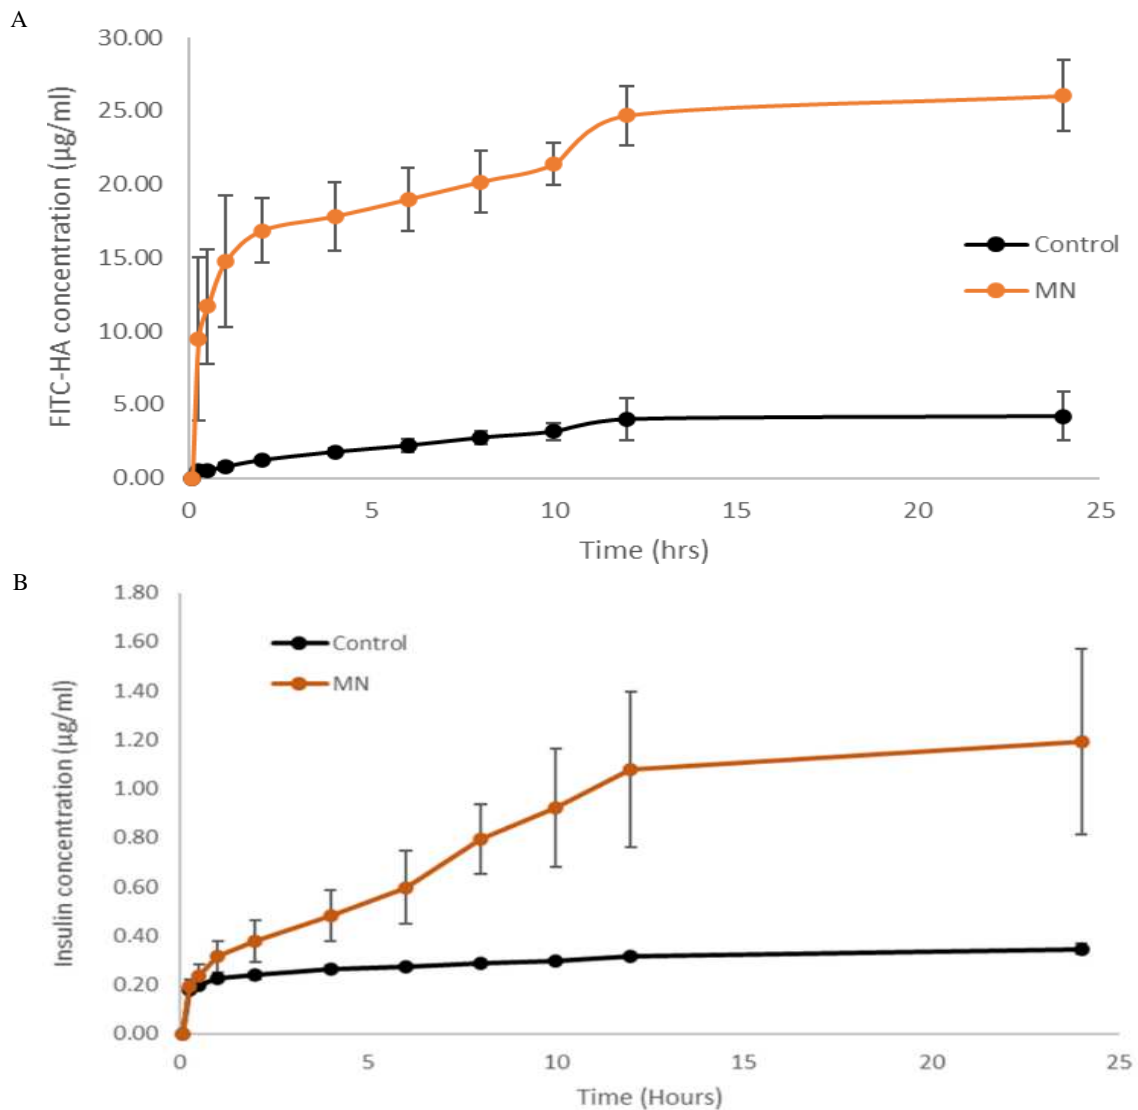 A
FITC-HA concentration (µg/ml)
30.00
25.00
20.00
15.00
10.00
5.00
0.00
0 5 10 15 20 25
Time (hrs)
Control
MN
B
Insulin concentration (µg/ml)
1.80
1.60
1.40
1.20
1.00
0.80
0.60
0.40
0.20
0.00
0 5 10 15 20 25
Time (Hours)
Control
MN